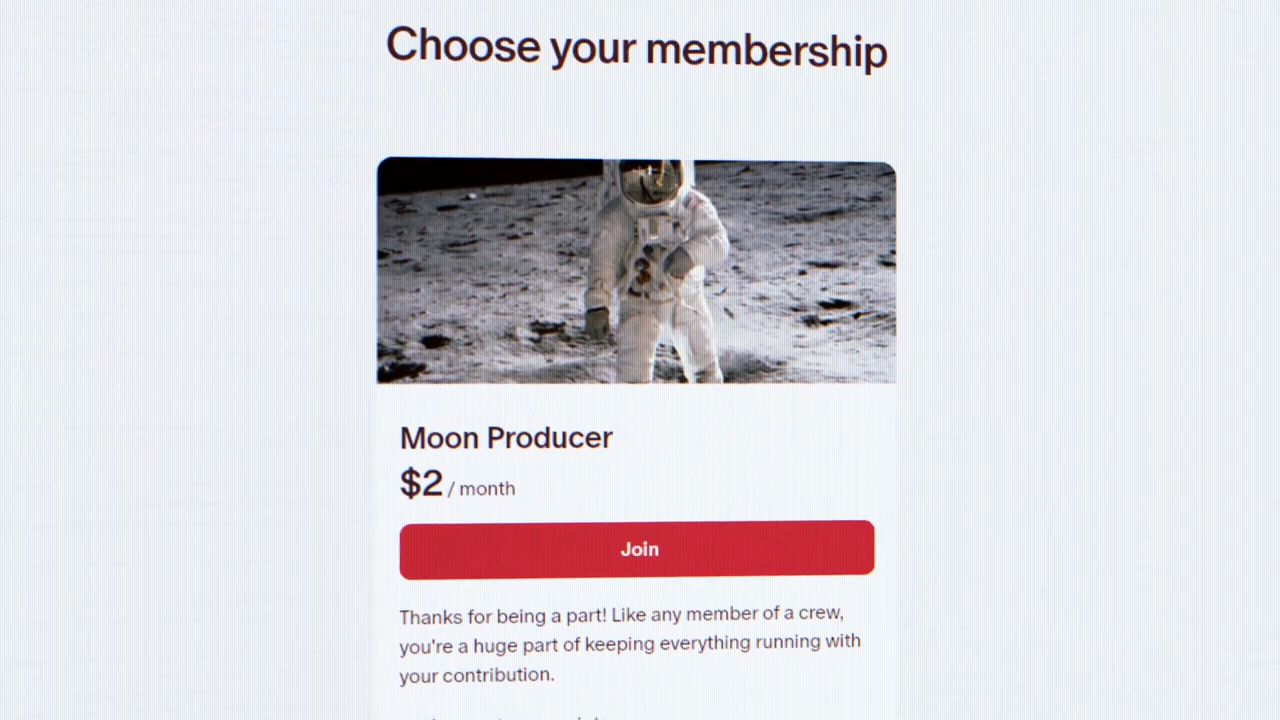 Choose your membership
Moon Producer
$2 / month
Join
Thanks for being a part! Like any member of a crew,
you're a huge part of keeping everything running with
your contribution.